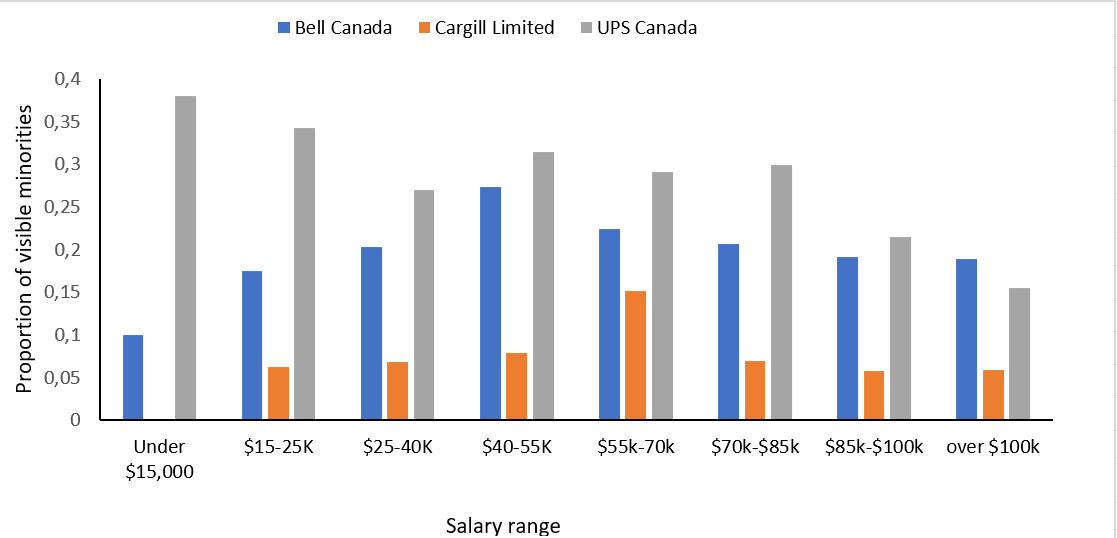 Bell Canada Cargill Limited UPS Canada
Proportion of visible minorities
0,4
0,35
0,3
0,25
0,2
0,15
0,1
0,05
0
Under $15,000 $15-25K $25-40K $40-55K $55k-70k $70k-$85k $85k-$100k over $100k
Salary range